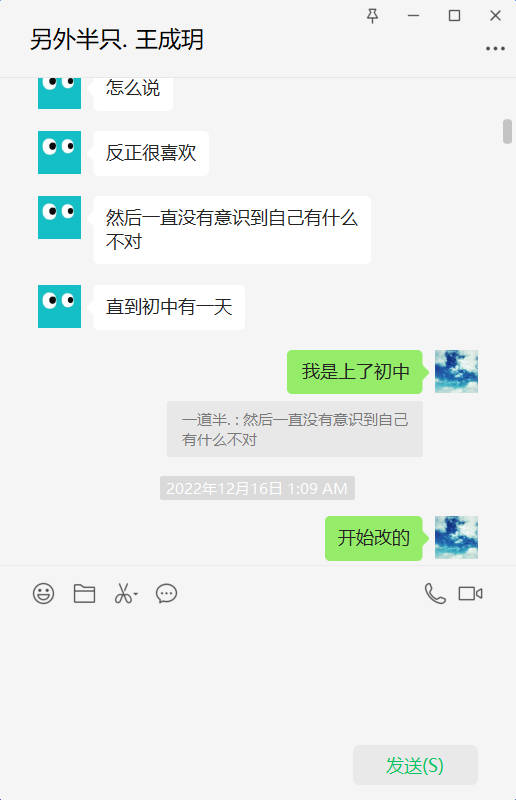 另外半只. 王成玥
怎么说
反正很喜欢
然后一直没有意识到自己有什么
不对
直到初中有一天
我是上了初中
一道半. : 然后一直没有意识到自己
有什么不对
2022年12月16日 1:09 AM
开始改的
发送(S)